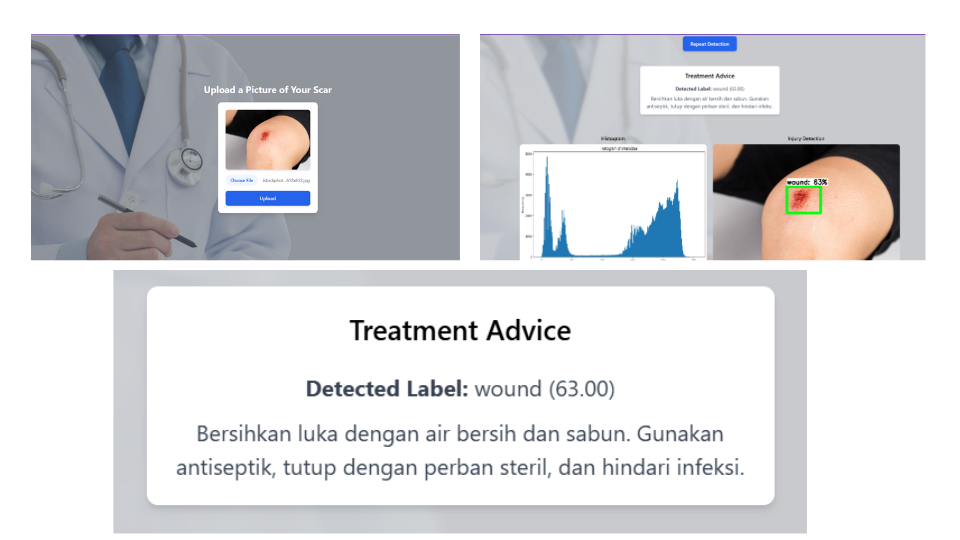 Upload a Picture of Your Scar
Choose File
Upload
Repeat Detection
Treatment Advice
Detected Label: wound (63.00)
Bersihkan luka dengan air bersih dan sabun. Gunakan
antiseptik, tutup dengan perban steril, dan hindari infeksi.
Histogram
Injury Detection
wound: 63%
Treatment Advice
Detected Label: wound (63.00)
Bersihkan luka dengan air bersih dan sabun. Gunakan
antiseptik, tutup dengan perban steril, dan hindari infeksi.